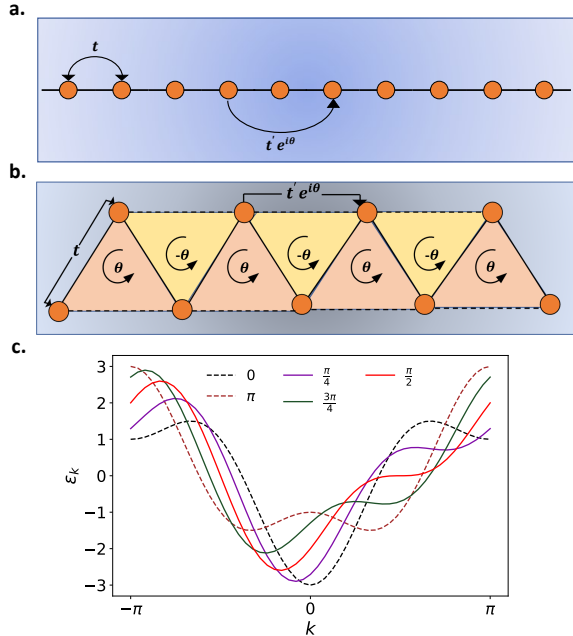 a.
t
t′e^{iθ}
b.
t′e^{iθ}
t
θ -θ θ -θ θ -θ θ
c.
0 π/4 π/2
π 3π/4
3
2
1
0
−1
−2
−3
ε_k
−π 0 π
k